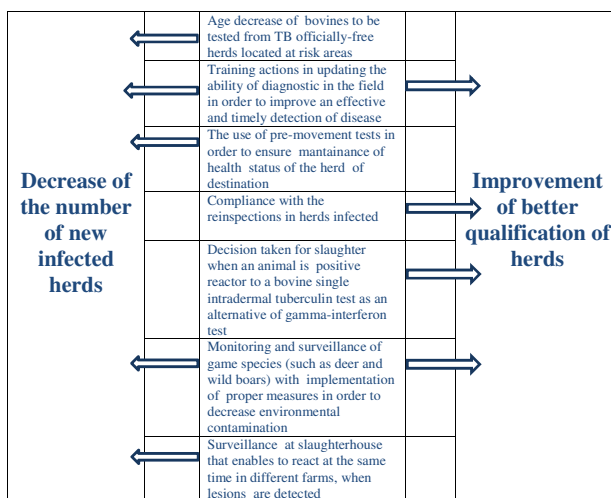 Decrease of
the number
of new
infected
herds
Age decrease of bovines to be
tested from TB officially-free
herds located at risk areas
Training actions in updating the
ability of diagnostic in the field
in order to improve an effective
and timely detection of disease
The use of pre-movement tests in
order to ensure mantainance of
health status of the herd of
destination
Compliance with the
reinspections in herds infected
Decision taken for slaughter
when an animal is positive
reactor to a bovine single
intradermal tuberculin test as an
alternative of gamma-interferon
test
Monitoring and surveillance of
game species (such as deer and
wild boars) with implementation
of proper measures in order to
decrease environmental
contamination
Surveillance at slaughterhouse
that enables to react at the same
time in different farms, when
lesions are detected
Improvement
of better
qualification of
herds